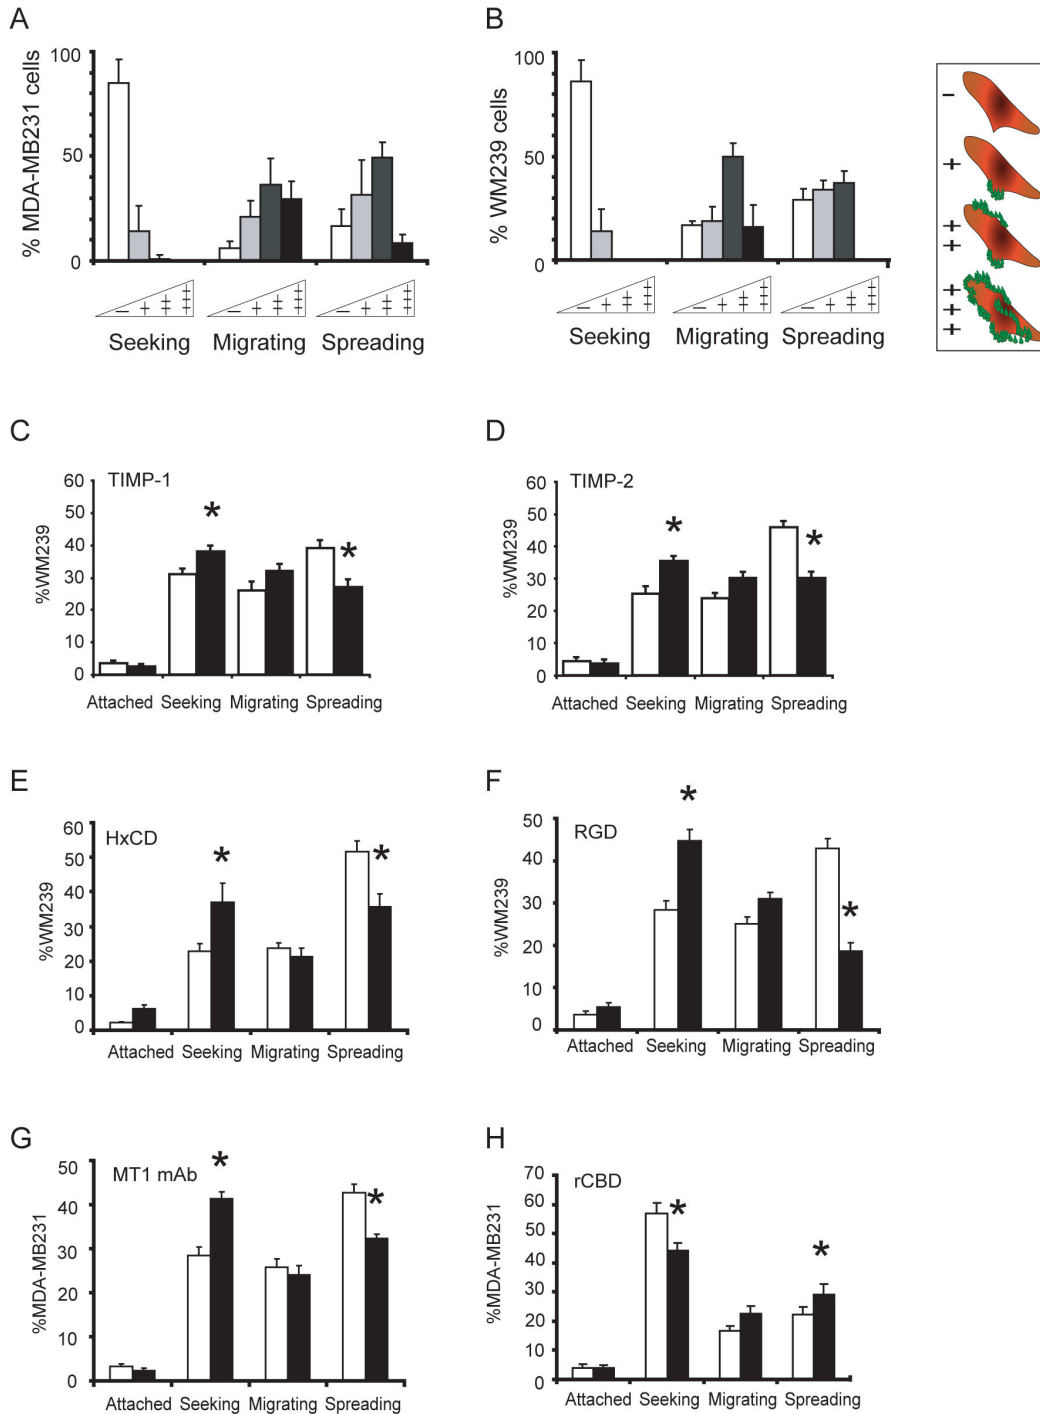 A
100
50
0
% MDA-MB231 cells
− + ++ +++
− + ++ +++
− + ++ +++
Seeking Migrating Spreading
B
100
50
0
% WM239 cells
− + ++ +++
− + ++ +++
− + ++ +++
Seeking Migrating Spreading
−
+
++
+++
C
TIMP-1
60
50
40
30
20
10
0
%WM239
*
*
Attached Seeking Migrating Spreading
D
TIMP-2
60
50
40
30
20
10
0
%WM239
*
*
Attached Seeking Migrating Spreading
E
HxCD
60
50
40
30
20
10
0
%WM239
*
*
Attached Seeking Migrating Spreading
F
RGD
50
40
30
20
10
0
%WM239
*
*
Attached Seeking Migrating Spreading
G
MT1 mAb
50
40
30
20
10
0
%MDA-MB231
*
*
Attached Seeking Migrating Spreading
H
rCBD
70
60
50
40
30
20
10
0
%MDA-MB231
*
*
Attached Seeking Migrating Spreading